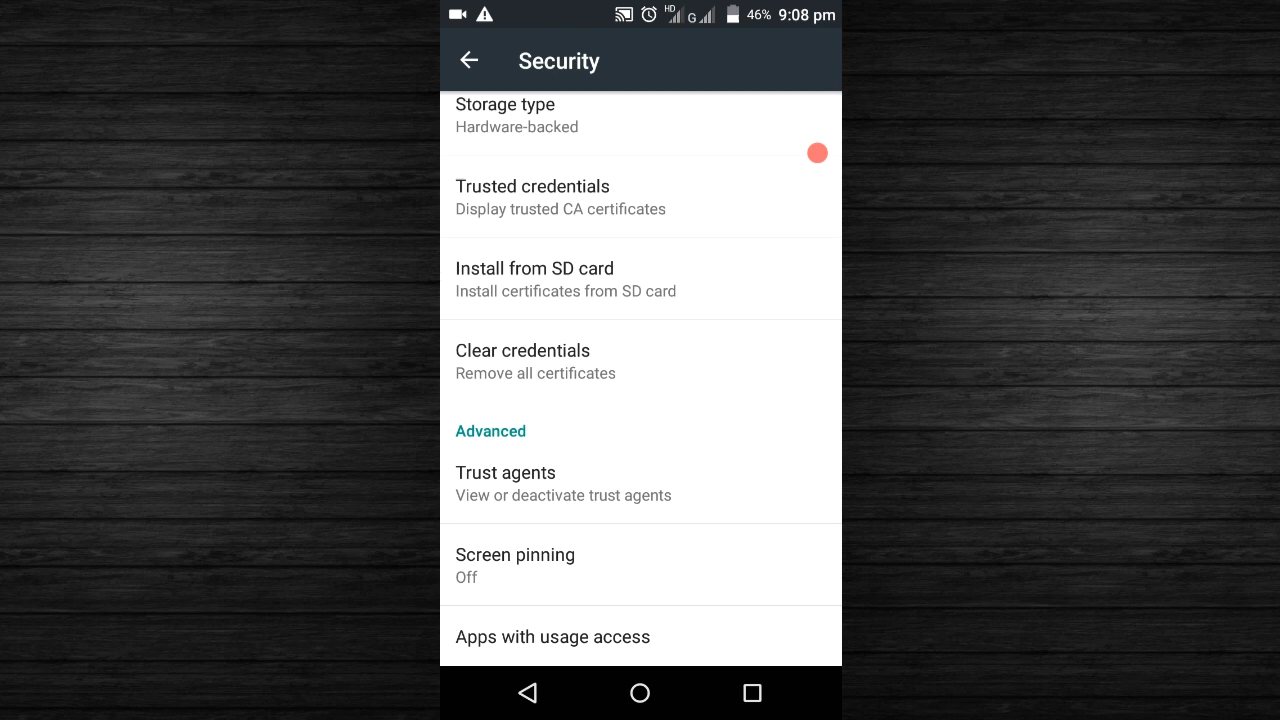 HD G 46% 9:08 pm
Security
Storage type
Hardware-backed
Trusted credentials
Display trusted CA certificates
Install from SD card
Install certificates from SD card
Clear credentials
Remove all certificates
Advanced
Trust agents
View or deactivate trust agents
Screen pinning
Off
Apps with usage access